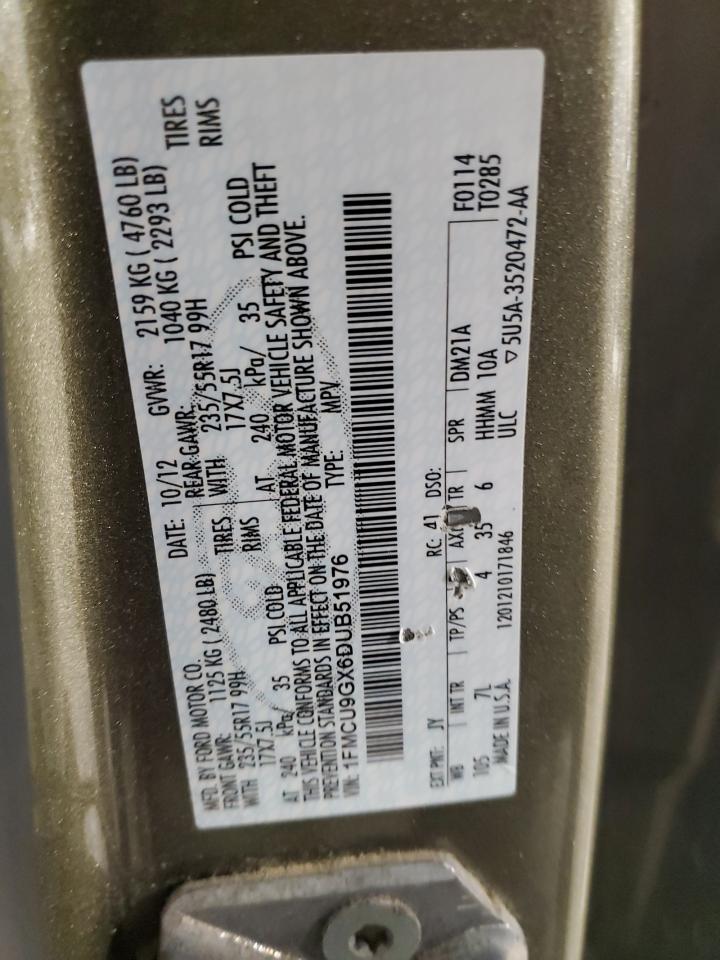 MFD. BY FORD MOTOR CO. DATE: 10/12 GVWR: 2159 KG ( 4760 LB)
FRONT GAWR: 1125 KG ( 2480 LB) REAR GAWR: 1040 KG ( 2293 LB)
WITH 235/55R17 99H TIRES WITH 235/55R17 99H TIRES
17X7.5J RIMS 17X7.5J RIMS
AT 240 kPa/ 35 PSI COLD AT 240 kPa/ 35 PSI COLD
THIS VEHICLE CONFORMS TO ALL APPLICABLE FEDERAL MOTOR VEHICLE SAFETY AND THEFT
PREVENTION STANDARDS IN EFFECT ON THE DATE OF MANUFACTURE SHOWN ABOVE.
VIN: 1FMCU9GX6DUB51976 TYPE: MPV
EXT PNT: JY RC: 41 DSO: F0114
WB INT TR TP/PS TR SPR DM21A T0285
105 7L 4 35 6 HHMM 10A
MADE IN U.S.A. 1201210171846 ULC ▽5U5A-3520472-AA